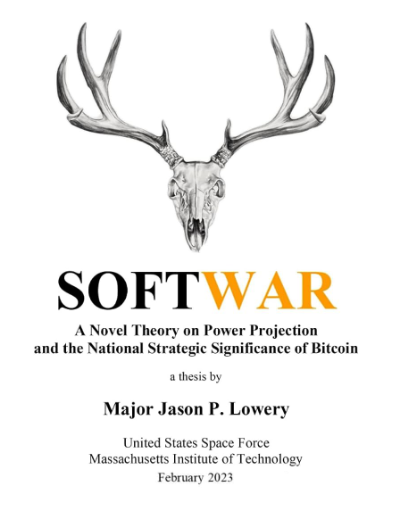 SOFTWAR
A Novel Theory on Power Projection
and the National Strategic Significance of Bitcoin
a thesis by
Major Jason P. Lowery
United States Space Force
Massachusetts Institute of Technology
February 2023